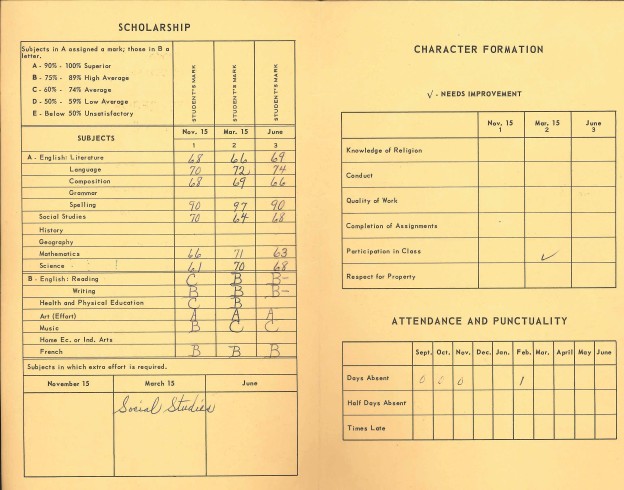 SCHOLARSHIP
Subjects in A assigned a mark; those in B a
letter.
A - 90% - 100% Superior
B - 75% - 89% High Average
C - 60% - 74% Average
D - 50% - 59% Low Average
E - Below 50% Unsatisfactory
STUDENT'S MARK STUDENT'S MARK STUDENT'S MARK
SUBJECTS Nov. 15 Mar. 15 June
1 2 3
A - English: Literature 68 66 69
Language 70 72 74
Composition 68 69 66
Grammar
Spelling 90 97 90
Social Studies 70 64 68
History
Geography
Mathematics 66 71 63
Science 61 70 68
B - English: Reading C B B-
Writing B B B-
Health and Physical Education C B
Art (Effort) A A A
Music B C C
Home Ec. or Ind. Arts
French B B B
Subjects in which extra effort is required.
November 15 March 15 June
Social Studies
CHARACTER FORMATION
√ - NEEDS IMPROVEMENT
Nov. 15 Mar. 15 June
1 2 3
Knowledge of Religion
Conduct
Quality of Work
Completion of Assignments
Participation in Class ✓
Respect for Property
ATTENDANCE AND PUNCTUALITY
Sept. Oct. Nov. Dec. Jan. Feb. Mar. April May June
Days Absent 0 0 0 1
Half Days Absent
Times Late